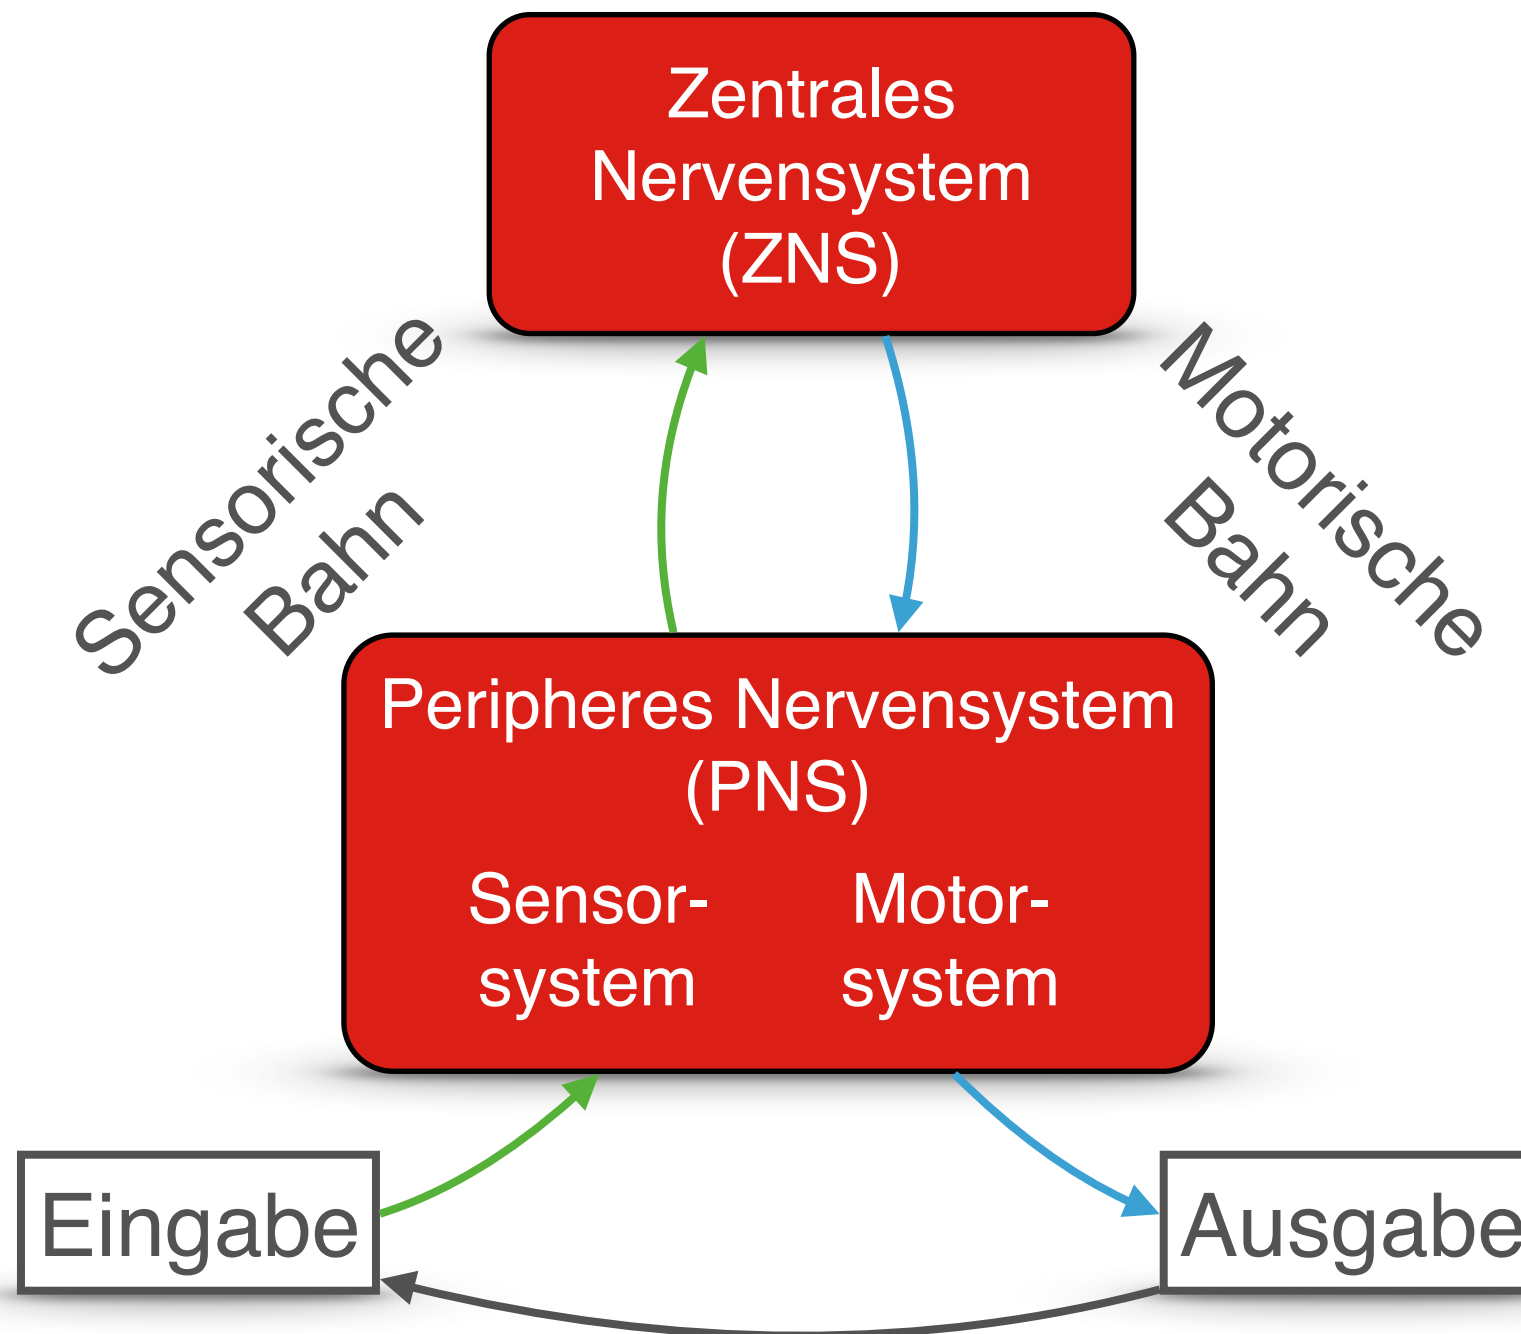 Zentrales
Nervensystem
(ZNS)
Sensorische
Bahn
Motorische
Bahn
Peripheres Nervensystem
(PNS)
Sensor-
system
Motor-
system
Eingabe
Ausgabe